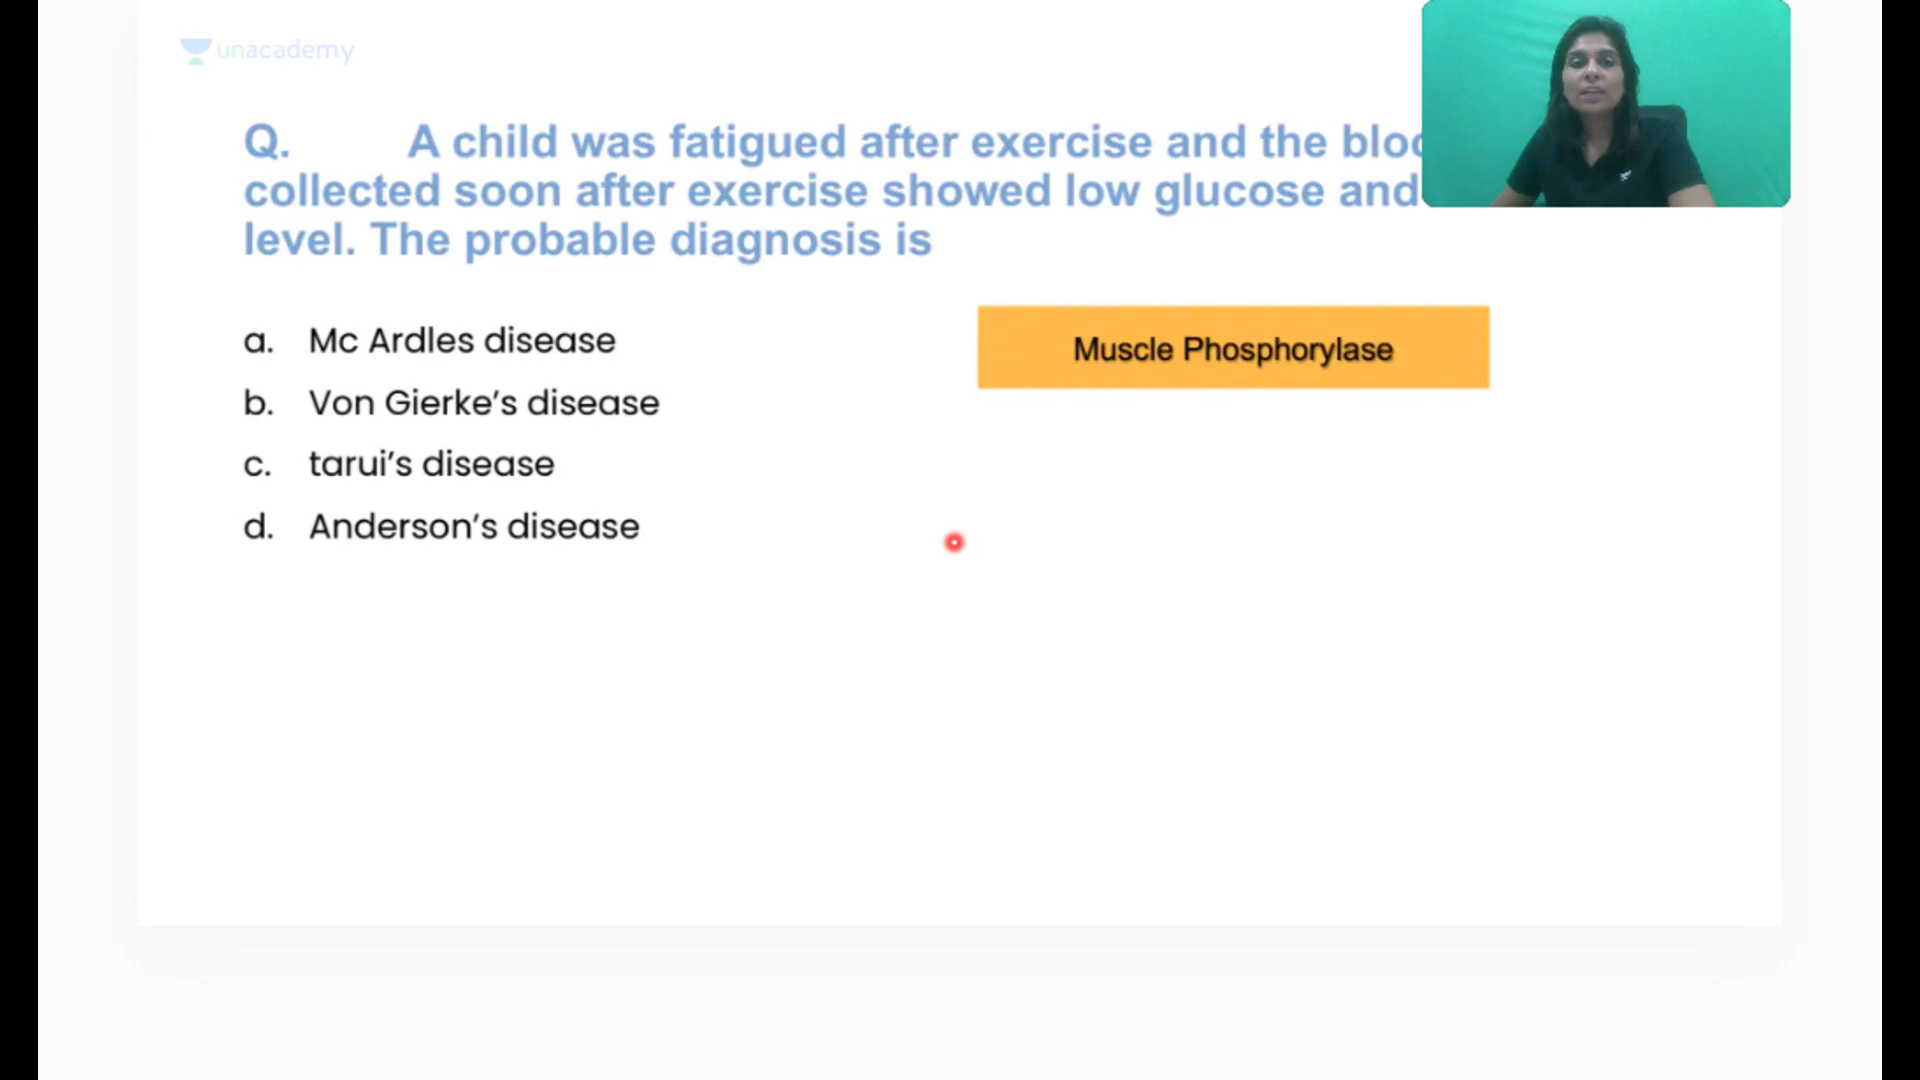 unacademy
Q. A child was fatigued after exercise and the
collected soon after exercise showed low glucose and
level. The probable diagnosis is
a. Mc Ardles disease
Muscle Phosphorylase
b. Von Gierke’s disease
c. tarui’s disease
d. Anderson’s disease